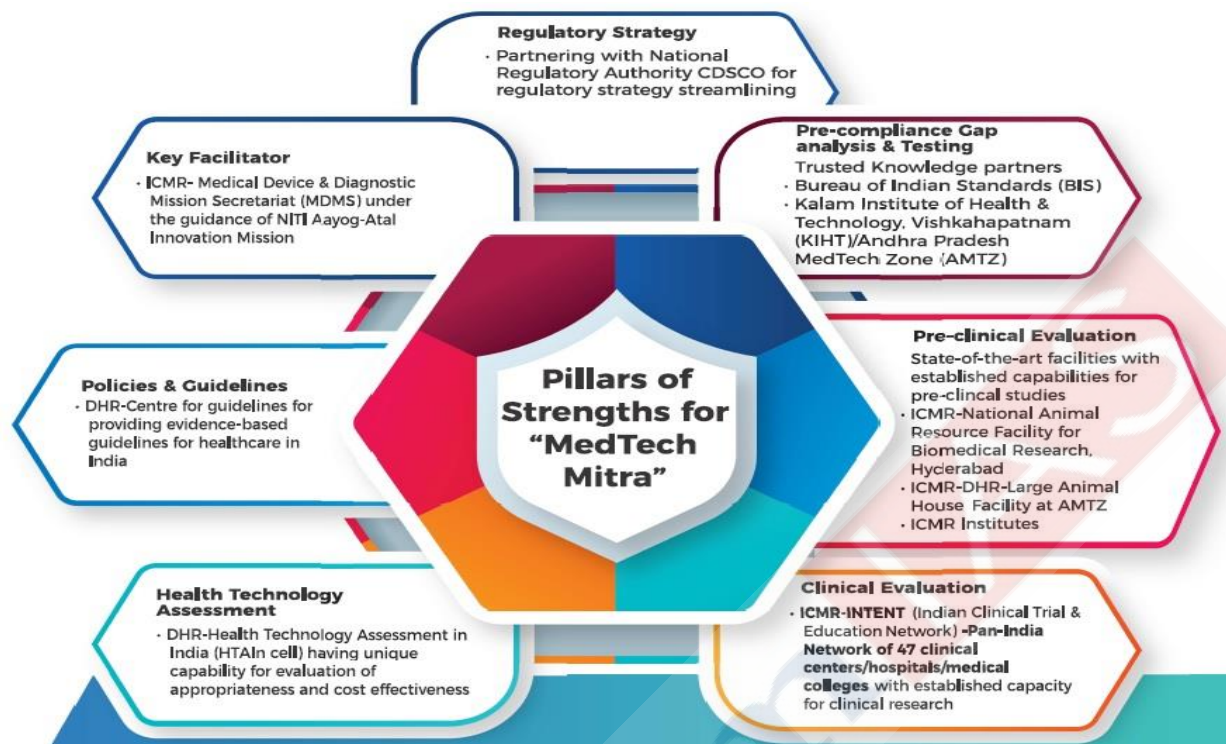 Regulatory Strategy
· Partnering with National
Regulatory Authority CDSCO for
regulatory strategy streamlining
Key Facilitator
· ICMR- Medical Device & Diagnostic
Mission Secretariat (MDMS) under
the guidance of NITI Aayog-Atal
Innovation Mission
Pre-compliance Gap
analysis & Testing
Trusted Knowledge partners
· Bureau of Indian Standards (BIS)
· Kalam Institute of Health &
Technology, Vishkahapatnam
(KIHT)/Andhra Pradesh
MedTech Zone (AMTZ)
Policies & Guidelines
· DHR-Centre for guidelines for
providing evidence-based
guidelines for healthcare in
India
Pillars of
Strengths for
“MedTech
Mitra”
Pre-clinical Evaluation
State-of-the-art facilities with
established capabilities for
pre-clincal studies
· ICMR-National Animal
Resource Facility for
Biomedical Research,
Hyderabad
· ICMR-DHR-Large Animal
House Facility at AMTZ
· ICMR Institutes
Health Technology
Assessment
· DHR-Health Technology Assessment in
India (HTAIn cell) having unique
capability for evaluation of
appropriateness and cost effectiveness
Clinical Evaluation
· ICMR-INTENT (Indian Clinical Trial &
Education Network) -Pan-India
Network of 47 clinical
centers/hospitals/medical
colleges with established capacity
for clinical research